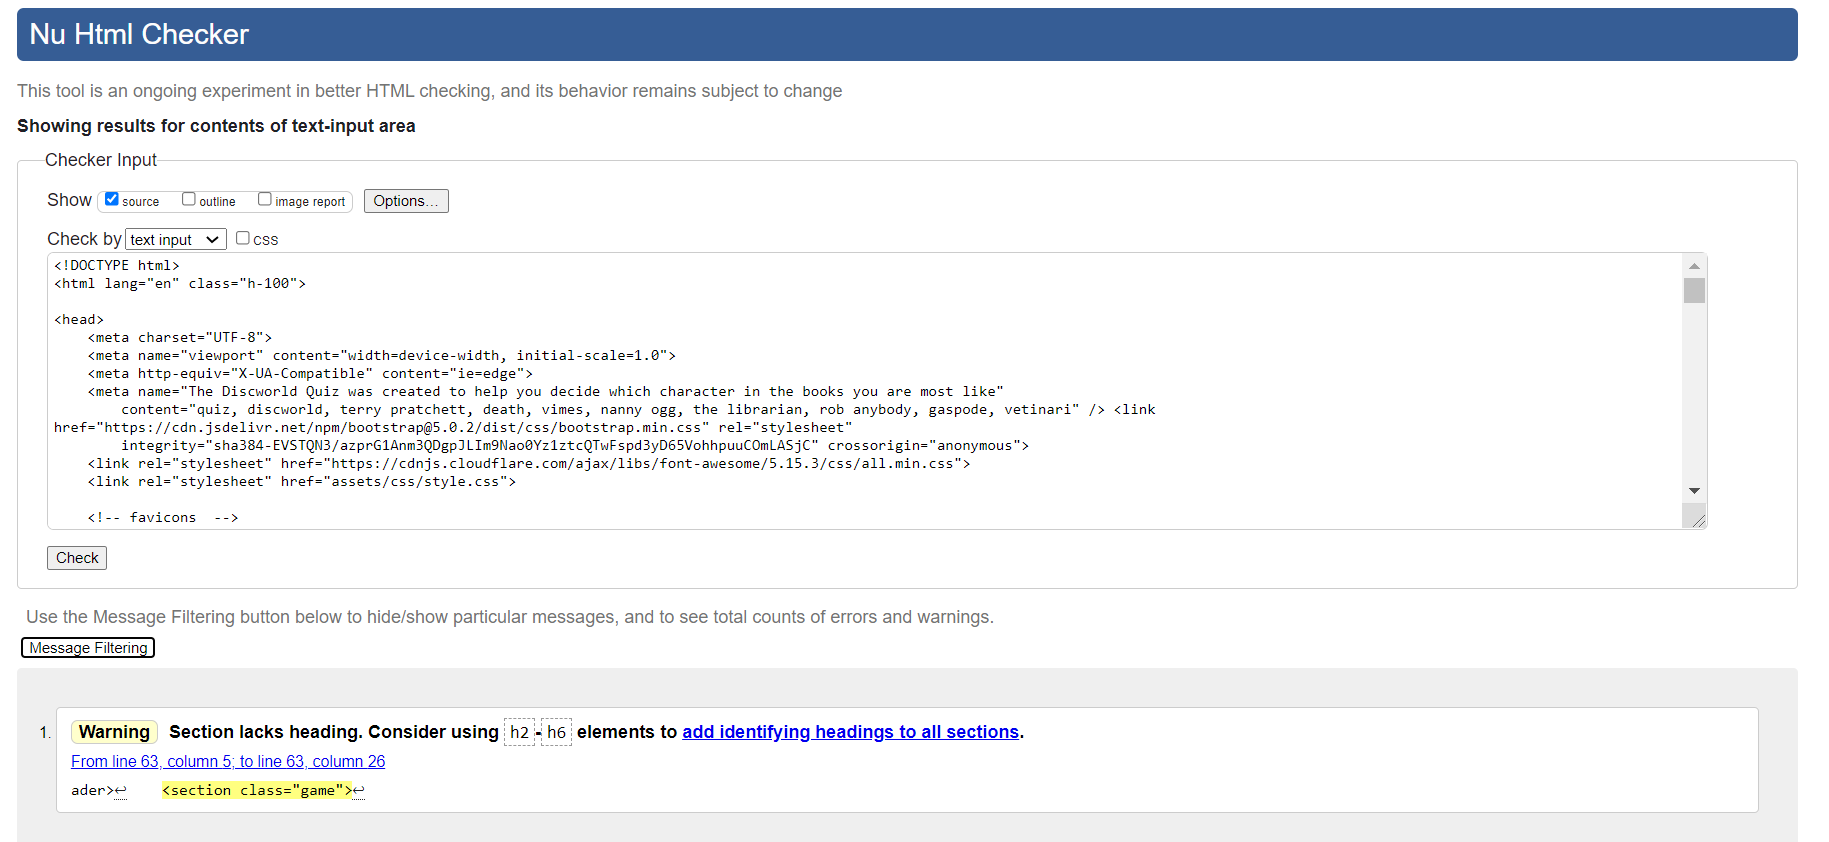 Nu Html Checker
This tool is an ongoing experiment in better HTML checking, and its behavior remains subject to change
Showing results for contents of text-input area
Checker Input
Show source outline image report Options...
Check by text input css
<!DOCTYPE html>
<html lang="en" class="h-100">
<head>
<meta charset="UTF-8">
<meta name="viewport" content="width=device-width, initial-scale=1.0">
<meta http-equiv="X-UA-Compatible" content="ie=edge">
<meta name="The Discworld Quiz was created to help you decide which character in the books you are most like"
content="quiz, discworld, terry pratchett, death, vimes, nanny ogg, the librarian, rob anybody, gaspode, vetinari" /> <link
href="https://cdn.jsdelivr.net/npm/bootstrap@5.0.2/dist/css/bootstrap.min.css" rel="stylesheet"
integrity="sha384-EVSTQN3/azprG1Anm3QDgpJLIm9Nao0Yz1ztcQTwFspd3yD65VohhpuuCOmLASjC" crossorigin="anonymous">
<link rel="stylesheet" href="https://cdnjs.cloudflare.com/ajax/libs/font-awesome/5.15.3/css/all.min.css">
<link rel="stylesheet" href="assets/css/style.css">
<!-- favicons  -->
Check
Use the Message Filtering button below to hide/show particular messages, and to see total counts of errors and warnings.
Message Filtering
1. Warning Section lacks heading. Consider using h2-h6 elements to add identifying headings to all sections.
From line 63, column 5; to line 63, column 26
ader>↩ <section class="game">↩